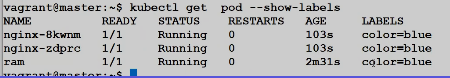 vagrant@master:~$ kubectl get  pod --show-labels
NAME          READY   STATUS    RESTARTS   AGE     LABELS
nginx-8kwnm   1/1     Running   0          103s    color=blue
nginx-zdprc   1/1     Running   0          103s    color=blue
ram           1/1     Running   0          2m31s   color=blue
vagrant@master:~$